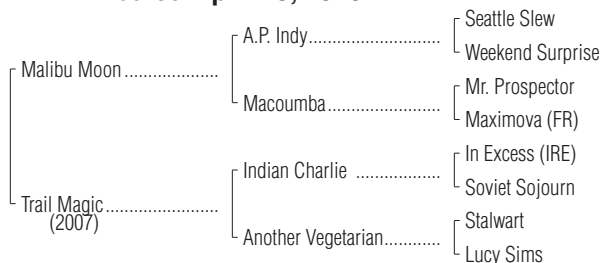 Seattle Slew
A.P. Indy
Weekend Surprise
Malibu Moon
Mr. Prospector
Macoumba
Maximova (FR)
In Excess (IRE)
Indian Charlie
Soviet Sojourn
Trail Magic
(2007)
Stalwart
Another Vegetarian
Lucy Sims